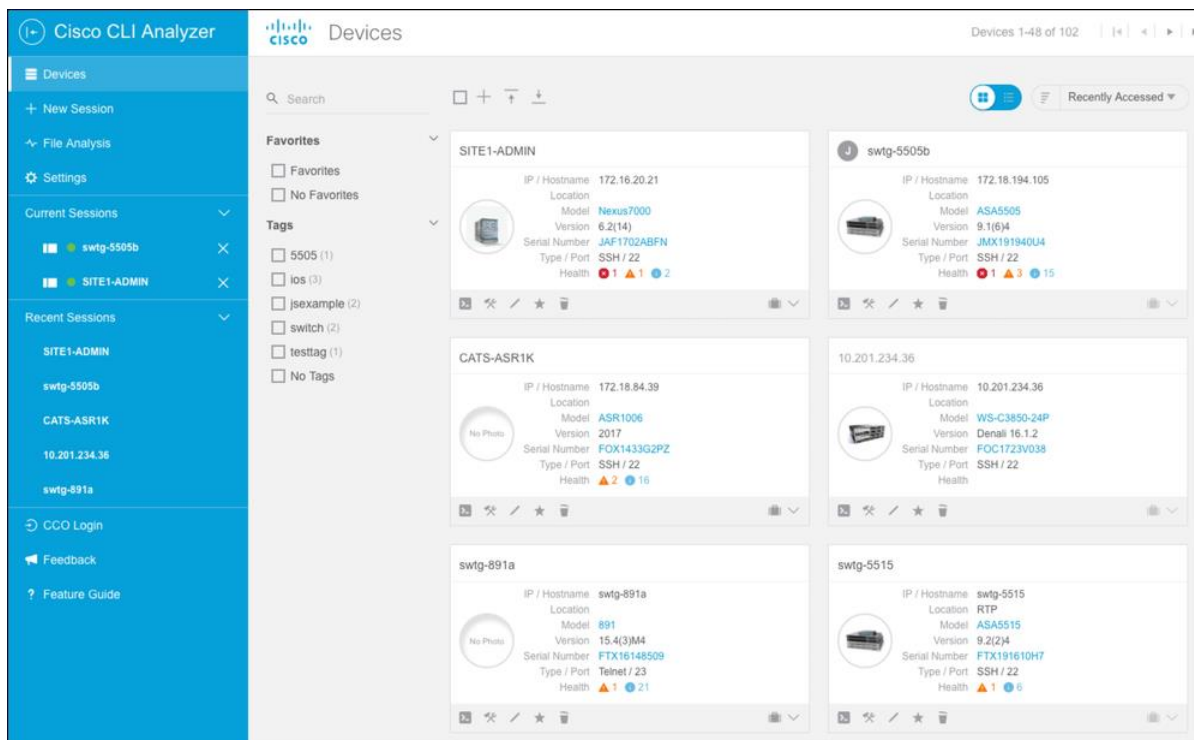 Cisco CLI Analyzer
Devices
+ New Session
File Analysis
Settings
Current Sessions
swtg-5505b
SITE1-ADMIN
Recent Sessions
SITE1-ADMIN
swtg-5505b
CATS-ASR1K
10.201.234.36
swtg-891a
CCO Login
Feedback
? Feature Guide
CISCO Devices
Devices 1-48 of 102
Search
Recently Accessed
Favorites
Favorites
No Favorites
Tags
5505 (1)
ios (3)
jsexample (2)
switch (2)
testtag (1)
No Tags
SITE1-ADMIN
IP / Hostname 172.16.20.21
Location
Model Nexus7000
Version 6.2(14)
Serial Number JAF1702ABFN
Type / Port SSH / 22
Health 1 1 2
J swtg-5505b
IP / Hostname 172.18.194.105
Location
Model ASA5505
Version 9.1(6)4
Serial Number JMX191940U4
Type / Port SSH / 22
Health 1 3 15
CATS-ASR1K
IP / Hostname 172.18.84.39
Location
Model ASR1006
No Photo
Version 2017
Serial Number FOX1433G2PZ
Type / Port SSH / 22
Health 2 16
10.201.234.36
IP / Hostname 10.201.234.36
Location
Model WS-C3850-24P
Version Denali 16.1.2
Serial Number FOC1723V038
Type / Port SSH / 22
Health
swtg-891a
IP / Hostname swtg-891a
Location
Model 891
No Photo
Version 15.4(3)M4
Serial Number FTX16148509
Type / Port Telnet / 23
Health 1 21
swtg-5515
IP / Hostname swtg-5515
Location RTP
Model ASA5515
Version 9.2(2)4
Serial Number FTX191610H7
Type / Port SSH / 22
Health 1 6